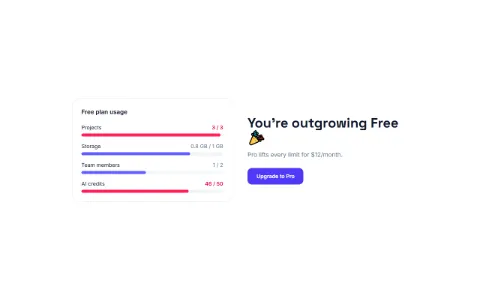 Free plan usage
Projects 3 / 3
Storage 0.8 GB / 1 GB
Team members 1 / 2
AI credits 46 / 50
You're outgrowing Free 🎉
Pro lifts every limit for $12/month.
Upgrade to Pro